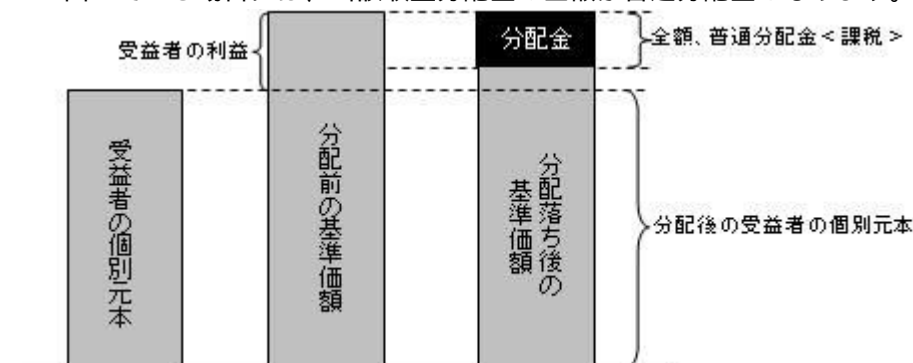 受益者の利益
分配金
全額、普通分配金＜課税＞
受益者の個別元本
分配前の基準価額
分配落ち後の
基準価額
分配後の受益者の個別元本